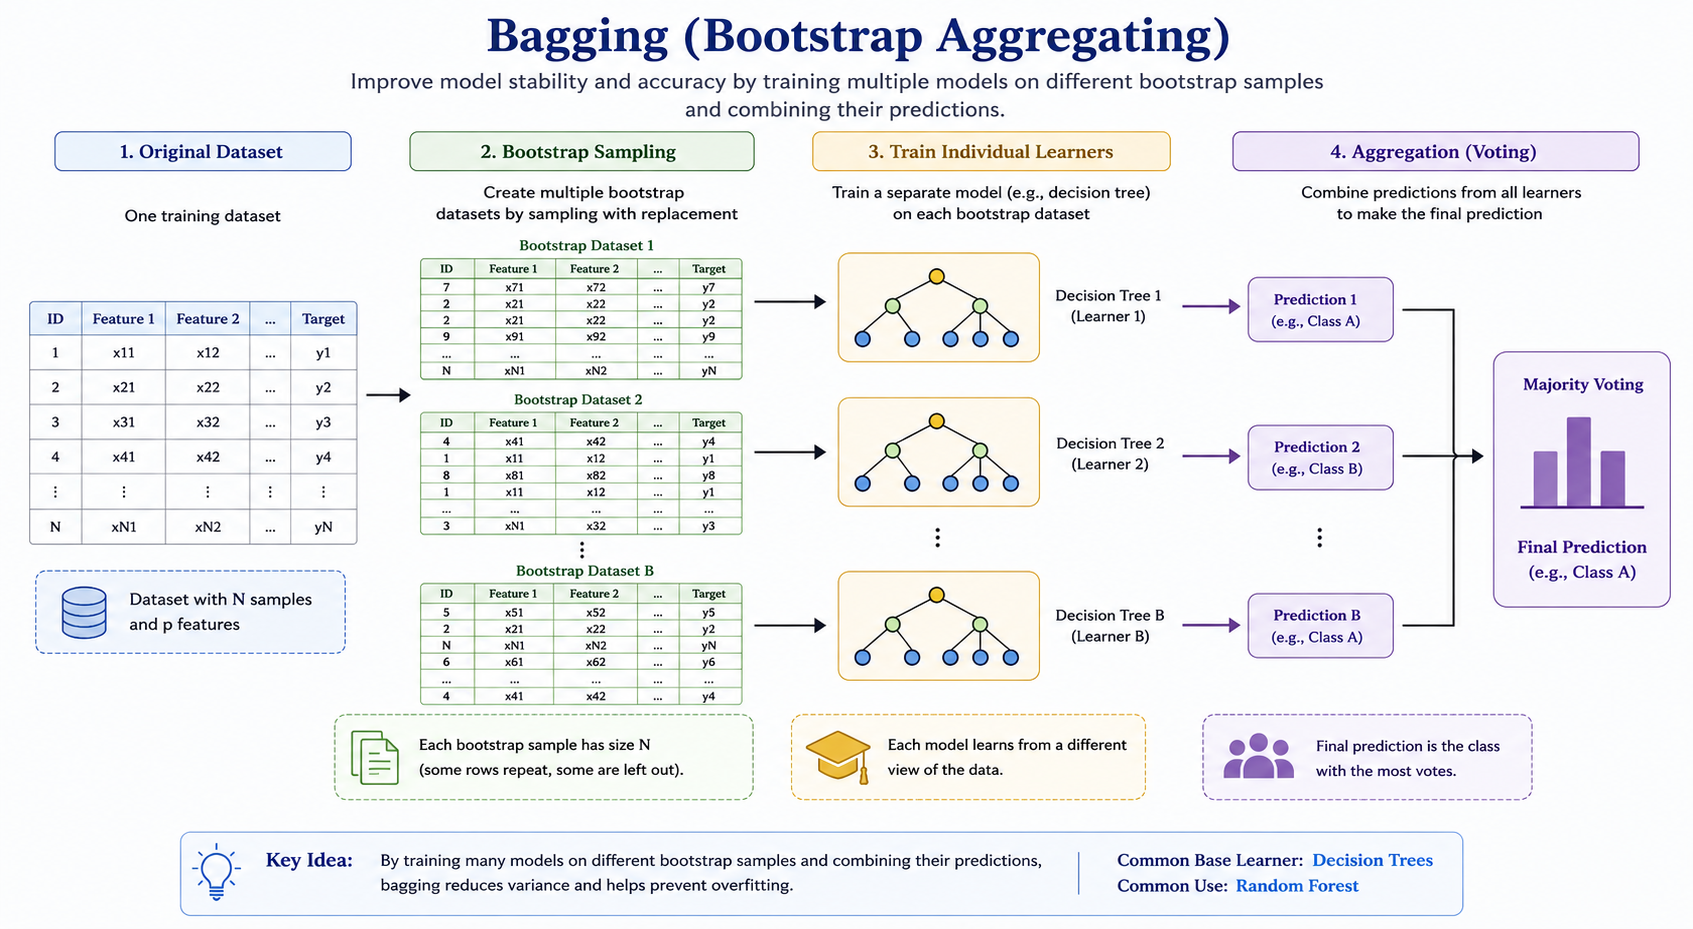 Bagging (Bootstrap Aggregating)
Improve model stability and accuracy by training multiple models on different bootstrap samples
and combining their predictions.
1. Original Dataset
One training dataset
ID Feature 1 Feature 2 ... Target
1 x11 x12 ... y1
2 x21 x22 ... y2
3 x31 x32 ... y3
4 x41 x42 ... y4
⋮ ⋮ ⋮ ⋮ ⋮
N xN1 xN2 ... yN
Dataset with N samples
and p features
2. Bootstrap Sampling
Create multiple bootstrap
datasets by sampling with replacement
Bootstrap Dataset 1
ID Feature 1 Feature 2 ... Target
7 x71 x72 ... y7
2 x21 x22 ... y2
2 x21 x22 ... y2
9 x91 x92 ... y9
... ... ... ... ...
N xN1 xN2 ... yN
Bootstrap Dataset 2
ID Feature 1 Feature 2 ... Target
4 x41 x42 ... y4
1 x11 x12 ... y1
8 x81 x82 ... y8
1 x11 x12 ... y1
... ... ... ... ...
3 xN1 x32 ... y3
⋮
Bootstrap Dataset B
ID Feature 1 Feature 2 ... Target
5 x51 x52 ... y5
2 x21 x22 ... y2
N xN1 xN2 ... yN
6 x61 x62 ... y6
... ... ... ... ...
4 x41 x42 ... y4
Each bootstrap sample has size N
(some rows repeat, some are left out).
3. Train Individual Learners
Train a separate model (e.g., decision tree)
on each bootstrap dataset
Decision Tree 1
(Learner 1)
Decision Tree 2
(Learner 2)
⋮
Decision Tree B
(Learner B)
Each model learns from a different
view of the data.
4. Aggregation (Voting)
Combine predictions from all learners
to make the final prediction
Prediction 1
(e.g., Class A)
Prediction 2
(e.g., Class B)
⋮
Prediction B
(e.g., Class A)
Majority Voting
Final Prediction
(e.g., Class A)
Final prediction is the class
with the most votes.
Key Idea:
By training many models on different bootstrap samples and combining their predictions,
bagging reduces variance and helps prevent overfitting.
Common Base Learner: Decision Trees
Common Use: Random Forest